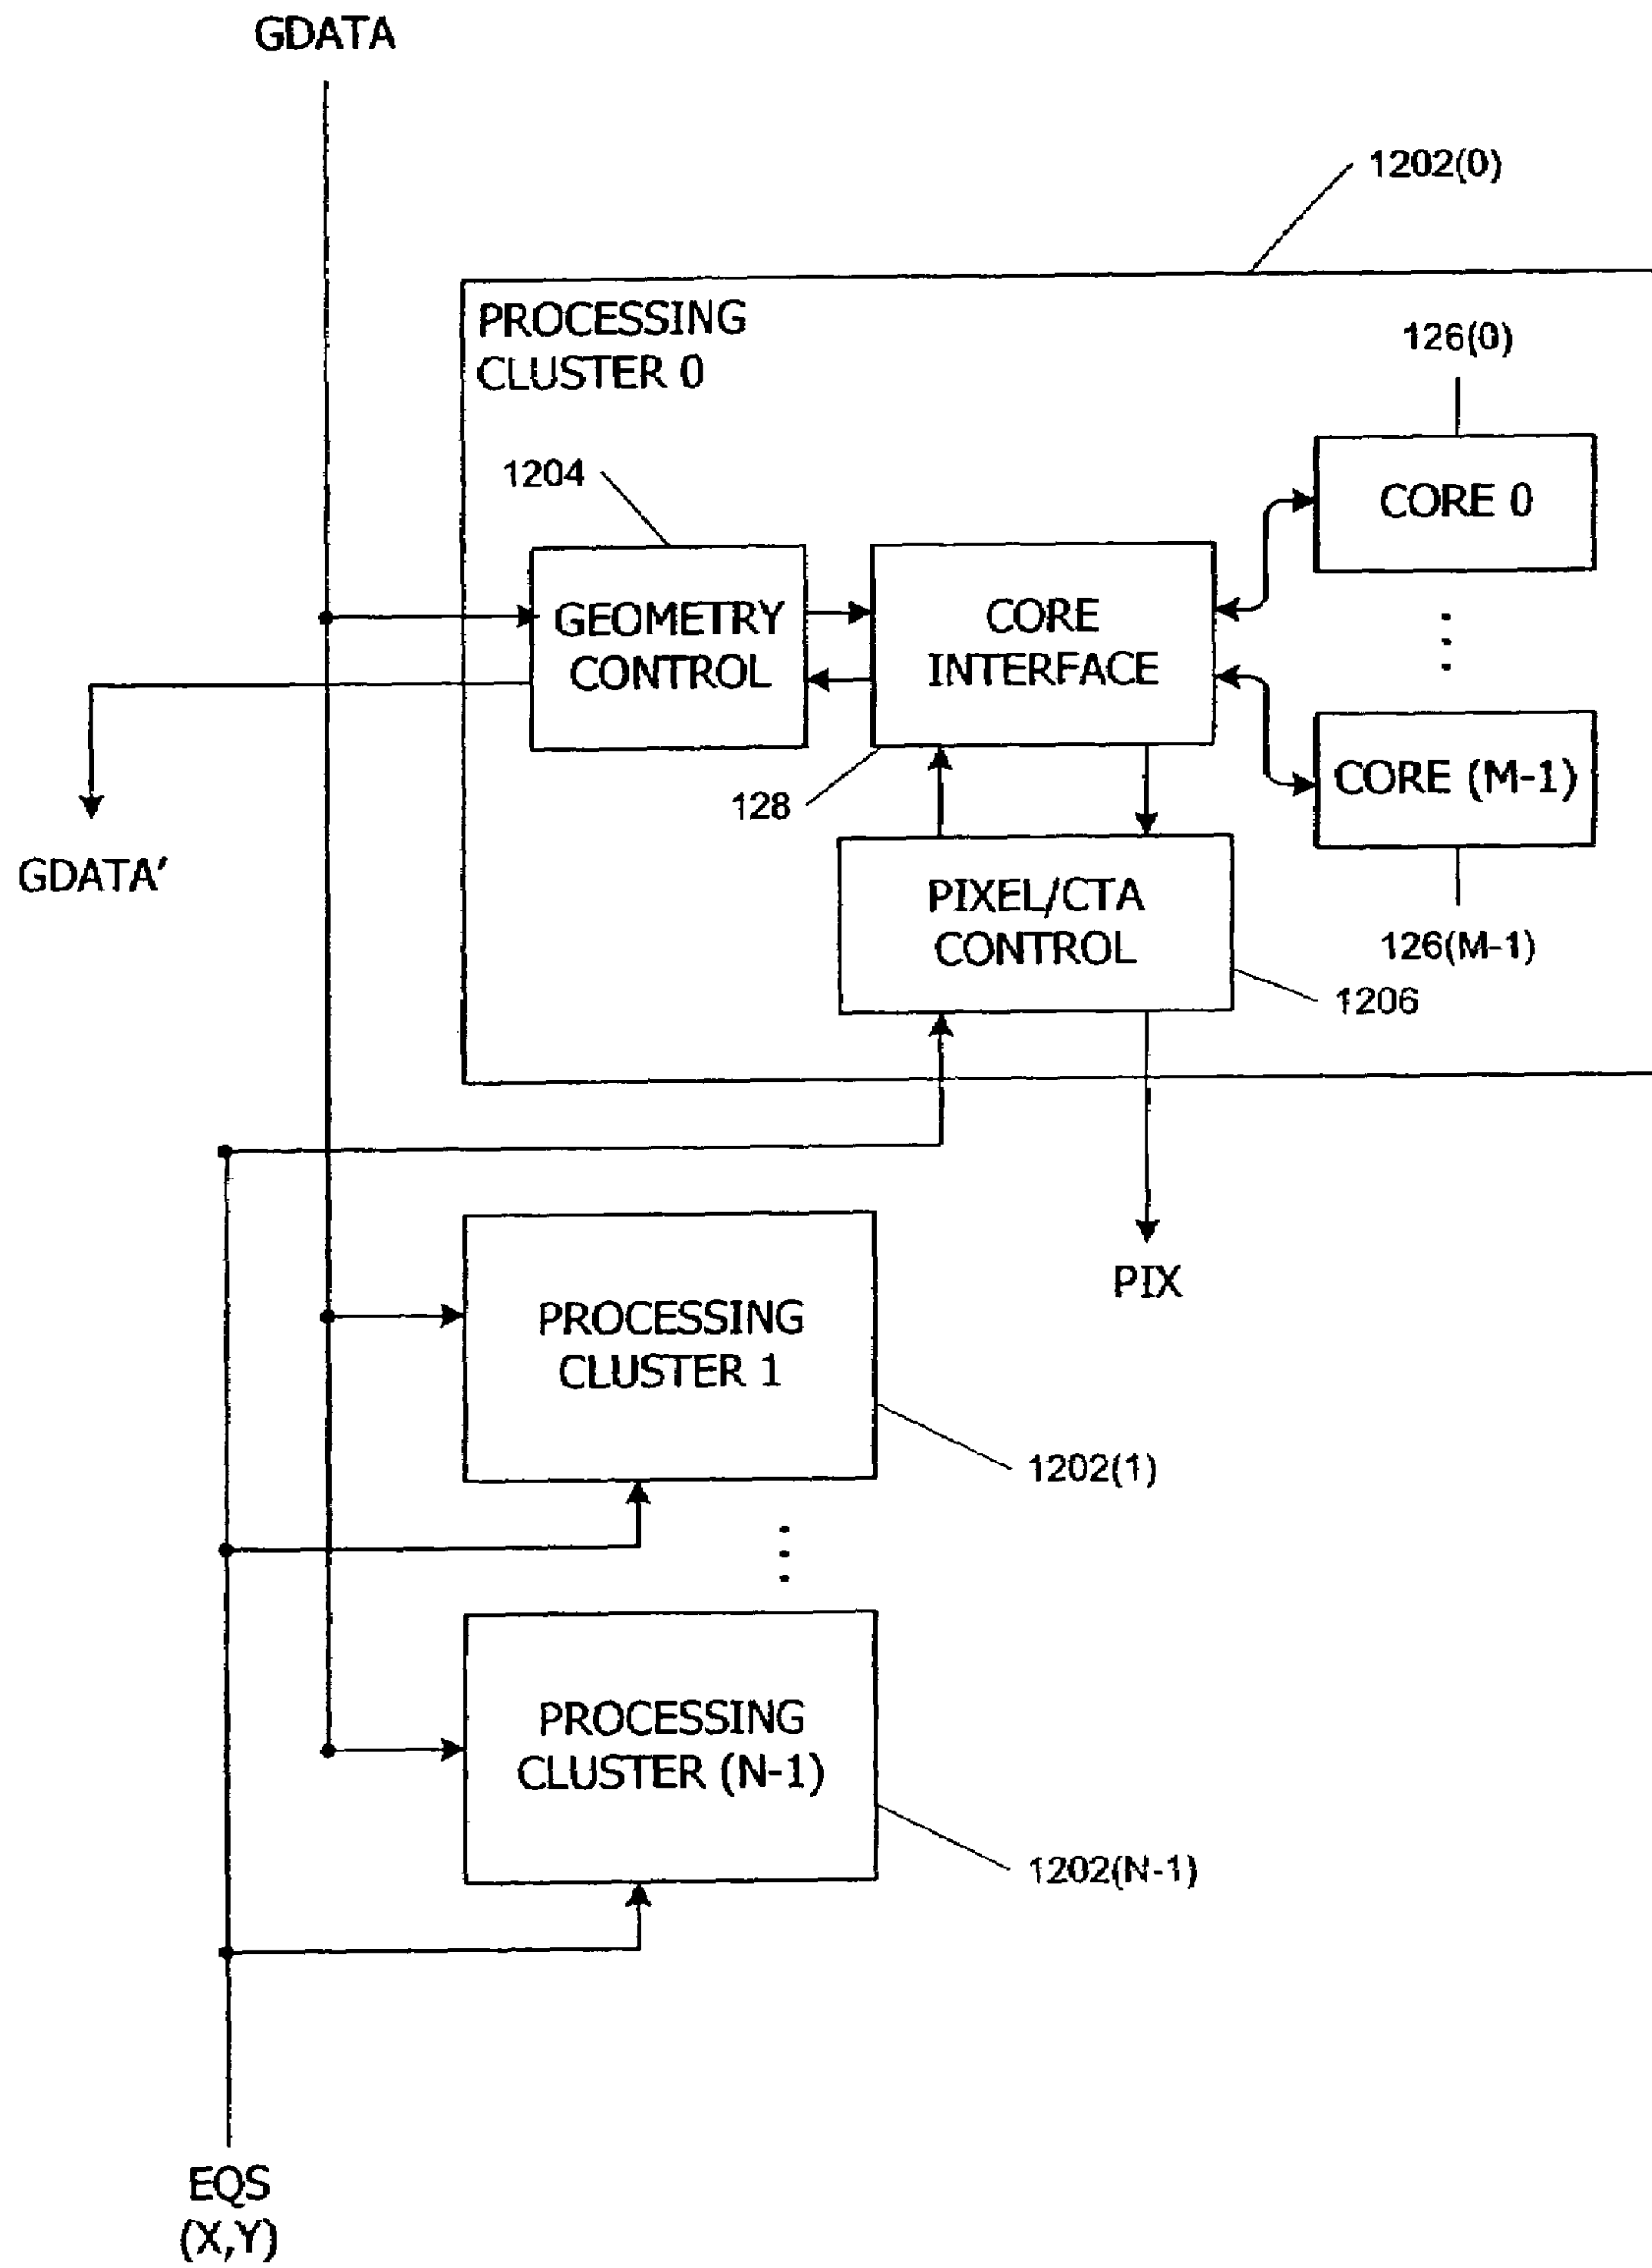 GDATA
1202(0)
PROCESSING
CLUSTER 0
126(0)
1204
CORE 0
GEOMETRY
CONTROL
CORE
INTERFACE
128
CORE (M-1)
GDATA'
PIXEL/CTA
CONTROL
126(M-1)
1206
PIX
PROCESSING
CLUSTER 1
1202(1)
PROCESSING
CLUSTER (N-1)
1202(N-1)
EQS
(X,Y)